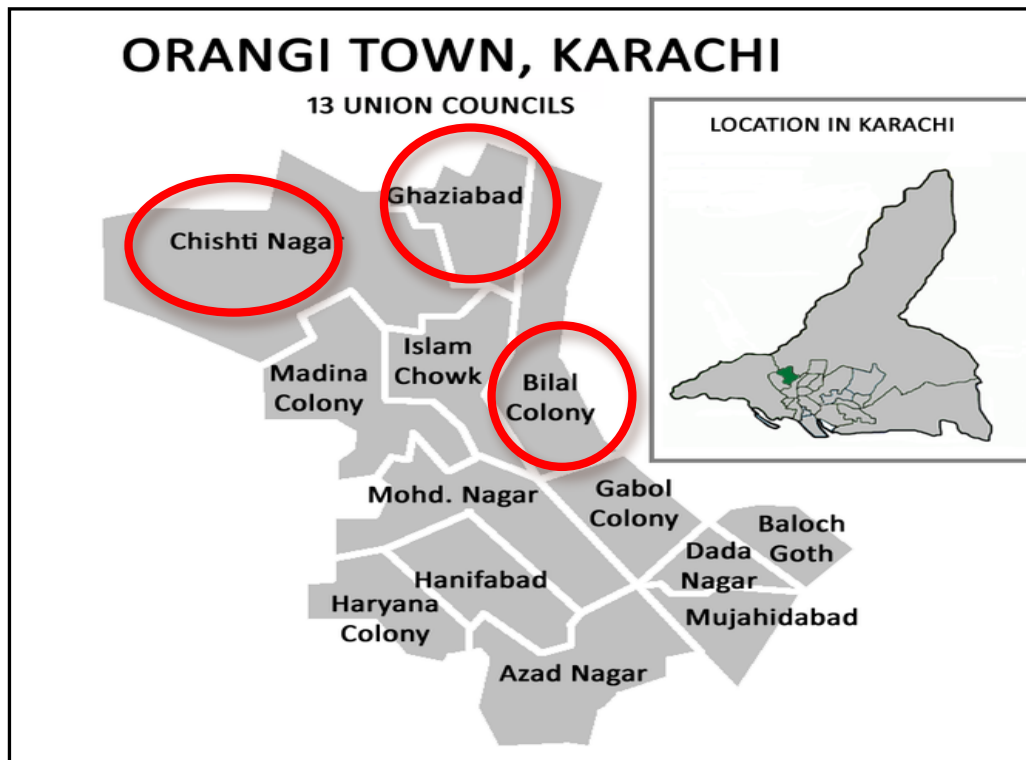 ORANGI TOWN, KARACHI
13 UNION COUNCILS
LOCATION IN KARACHI
Ghaziabad
Chishti Nagar
Islam
Chowk
Madina
Colony
Bilal
Colony
Mohd. Nagar
Gabol
Colony
Baloch
Goth
Dada
Nagar
Hanifabad
Haryana
Colony
Mujahidabad
Azad Nagar